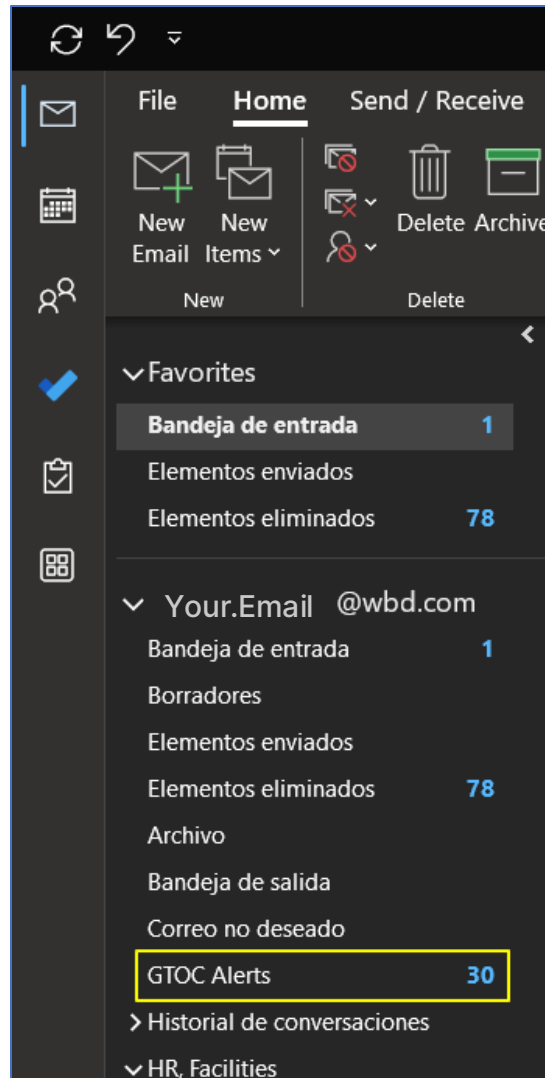 File Home Send / Receive
New Email
New Items
Delete
Archive
New
Delete
Favorites
Bandeja de entrada 1
Elementos enviados
Elementos eliminados 78
Your.Email @wbd.com
Bandeja de entrada 1
Borradores
Elementos enviados
Elementos eliminados 78
Archivo
Bandeja de salida
Correo no deseado
GTOC Alerts 30
Historial de conversaciones
HR, Facilities